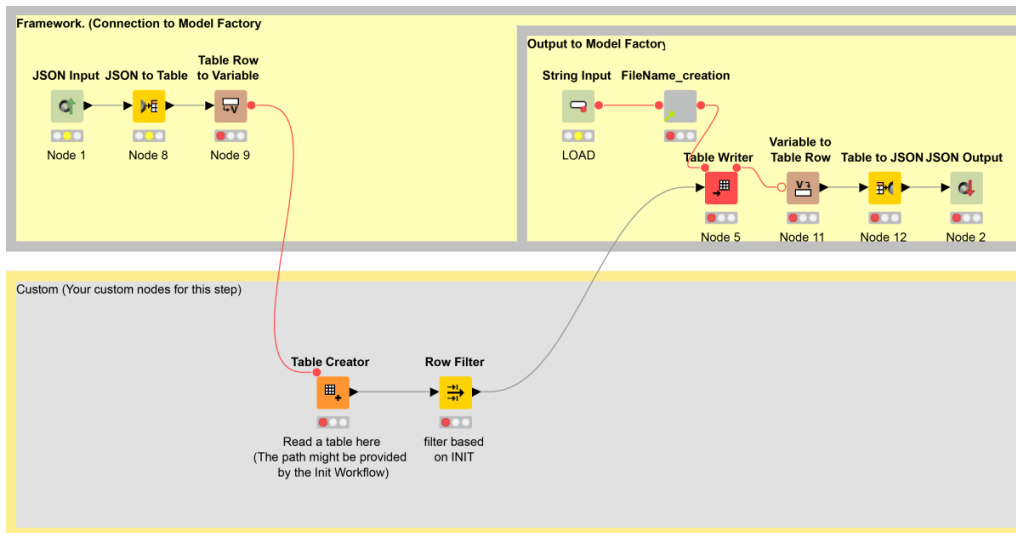 Framework. (Connection to Model Factory
JSON Input
JSON to Table
Table Row
to Variable
V
Node 1
Node 8
Node 9
Output to Model Factory
String Input
FileName_creation
LOAD
Table Writer
Variable to
Table Row
Table to JSON
JSON Output
V
Node 5
Node 11
Node 12
Node 2
Custom (Your custom nodes for this step)
Table Creator
Row Filter
Read a table here
(The path might be provided
by the Init Workflow)
filter based
on INIT